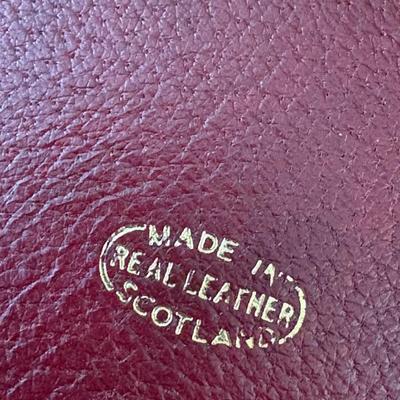 MADE IN
REAL LEATHER
SCOTLAND